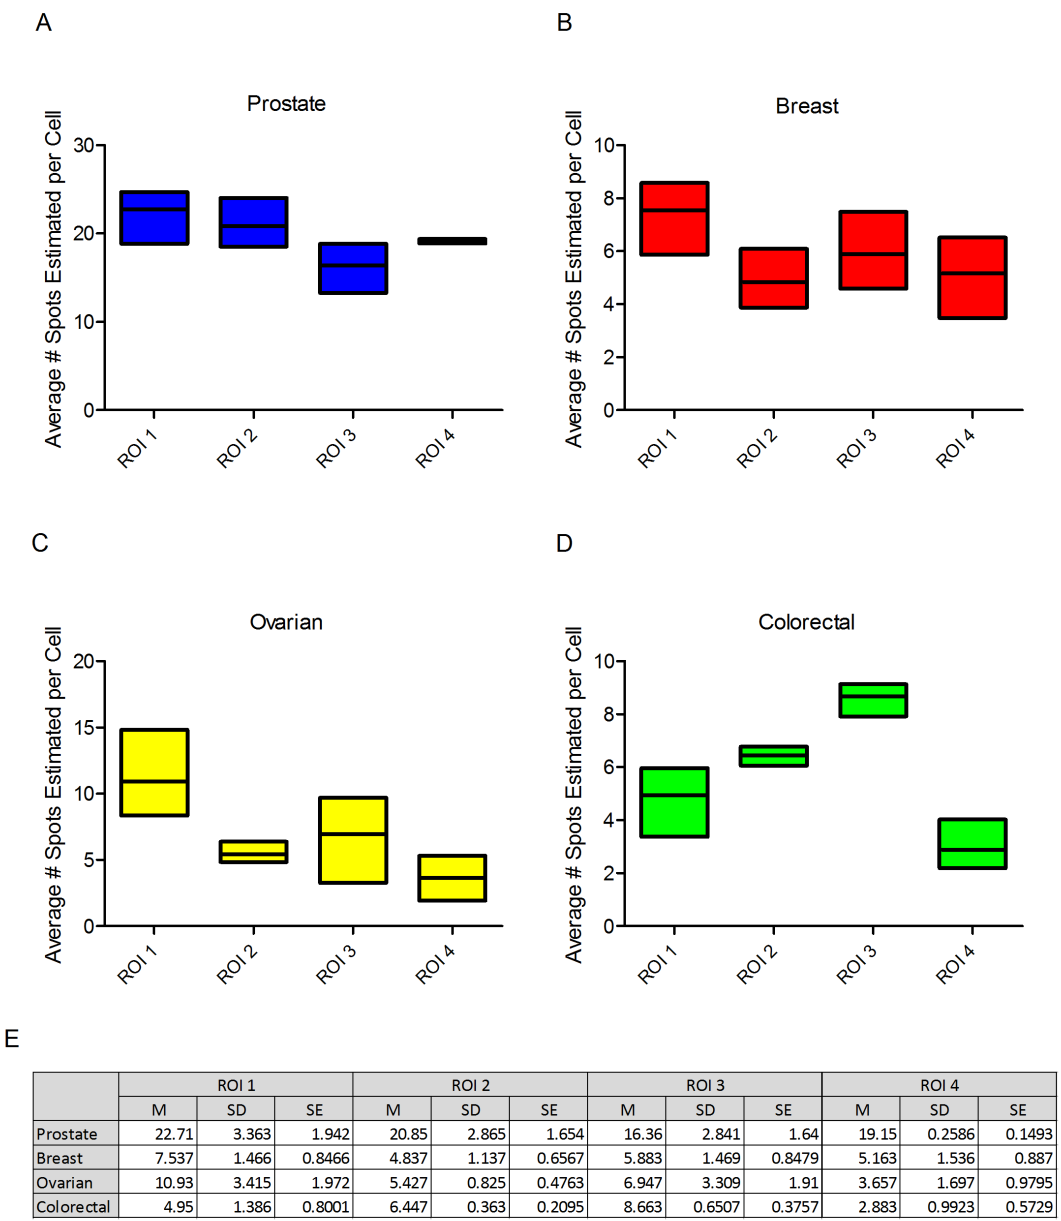 A
B
Prostate
Breast
Average # Spots Estimated per Cell
30
20
10
0
ROI 1
ROI 2
ROI 3
ROI 4
Average # Spots Estimated per Cell
10
8
6
4
2
0
ROI 1
ROI 2
ROI 3
ROI 4
C
D
Ovarian
Colorectal
Average # Spots Estimated per Cell
20
15
10
5
0
ROI 1
ROI 2
ROI 3
ROI 4
Average # Spots Estimated per Cell
10
8
6
4
2
0
ROI 1
ROI 2
ROI 3
ROI 4
E
ROI 1 ROI 2 ROI 3 ROI 4
M SD SE M SD SE M SD SE M SD SE
Prostate 22.71 3.363 1.942 20.85 2.865 1.654 16.36 2.841 1.64 19.15 0.2586 0.1493
Breast 7.537 1.466 0.8466 4.837 1.137 0.6567 5.883 1.469 0.8479 5.163 1.536 0.887
Ovarian 10.93 3.415 1.972 5.427 0.825 0.4763 6.947 3.309 1.91 3.657 1.697 0.9795
Colorectal 4.95 1.386 0.8001 6.447 0.363 0.2095 8.663 0.6507 0.3757 2.883 0.9923 0.5729